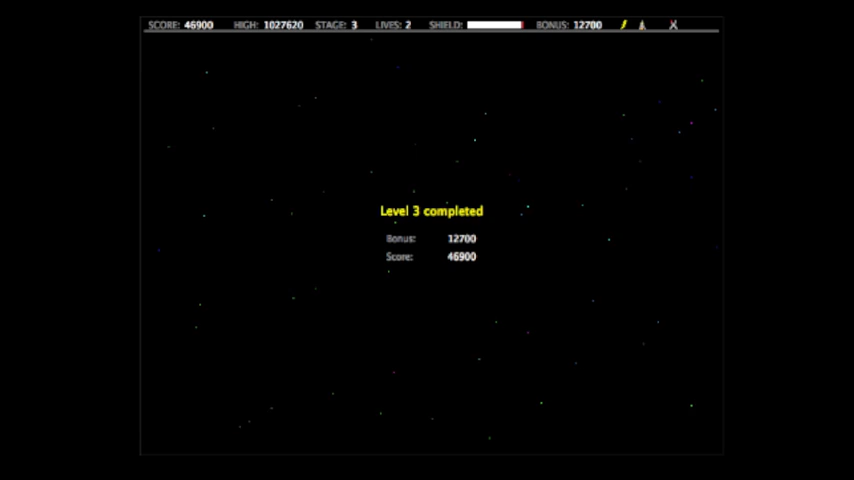 SCORE: 46900 HIGH: 1027620 STAGE: 3 LIVES: 2 SHIELD: BONUS: 12700
Level 3 completed
Bonus: 12700
Score: 46900